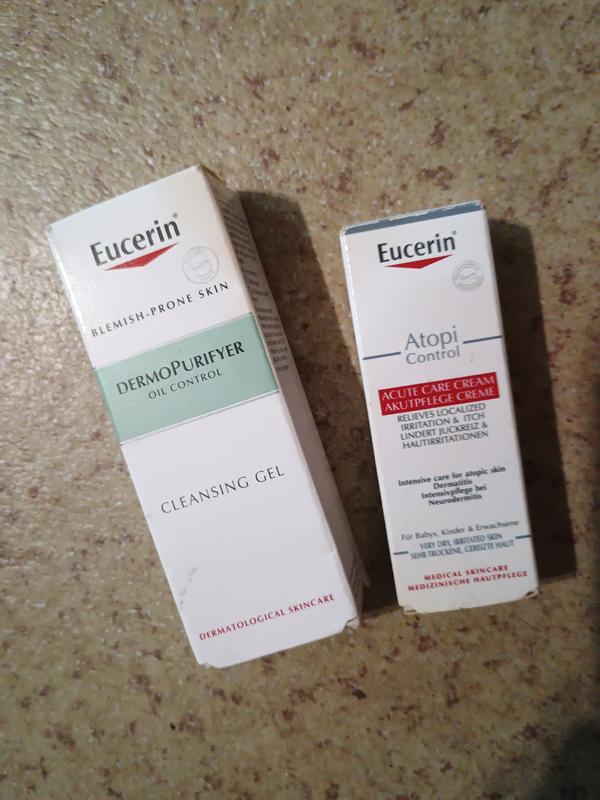 Eucerin®
BLEMISH-PRONE SKIN
DERMOPURIFYER
OIL CONTROL
CLEANSING GEL
DERMATOLOGICAL SKINCARE
Eucerin®
Atopi
Control
ACUTE CARE CREAM
AKUTPFLEGE CREME
RELIEVES LOCALIZED
IRRITATION & ITCH
LINDERT JUCKREIZ &
HAUTIRRITATIONEN
Intensive care for atopic skin
Dermatitis
Intensivpflege bei
Neurodermitis
Für Babys, Kinder & Erwachsene
VERY DRY, IRRITATED SKIN
SEHR TROCKENE, GEREIZTE HAUT
MEDICAL SKINCARE
MEDIZINISCHE HAUTPFLEGE